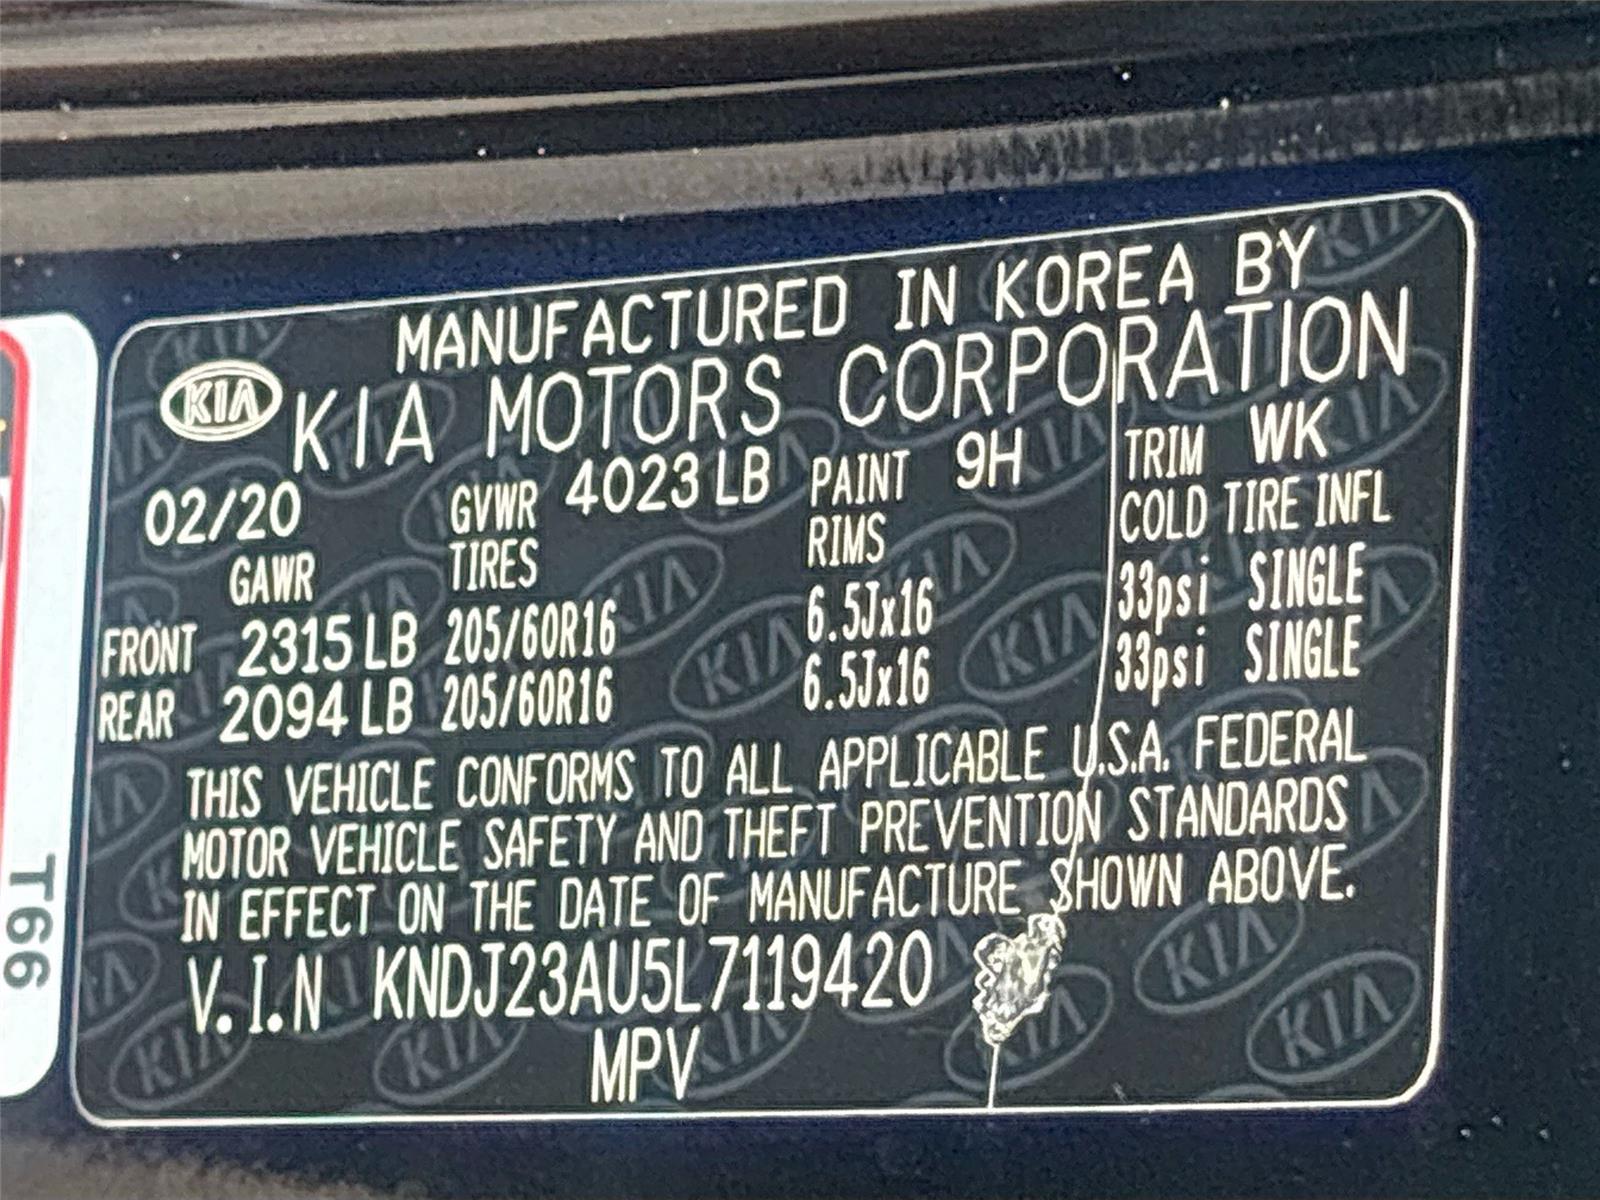 MANUFACTURED IN KOREA BY
KIA KIA MOTORS CORPORATION
02/20 GVWR 4023 LB PAINT 9H TRIM WK
GAWR TIRES RIMS COLD TIRE INFL
FRONT 2315 LB 205/60R16 6.5Jx16 33psi SINGLE
REAR 2094 LB 205/60R16 6.5Jx16 33psi SINGLE
THIS VEHICLE CONFORMS TO ALL APPLICABLE U.S.A. FEDERAL
MOTOR VEHICLE SAFETY AND THEFT PREVENTION STANDARDS
IN EFFECT ON THE DATE OF MANUFACTURE SHOWN ABOVE.
V.I.N KNDJ23AU5L7119420
MPV
T66